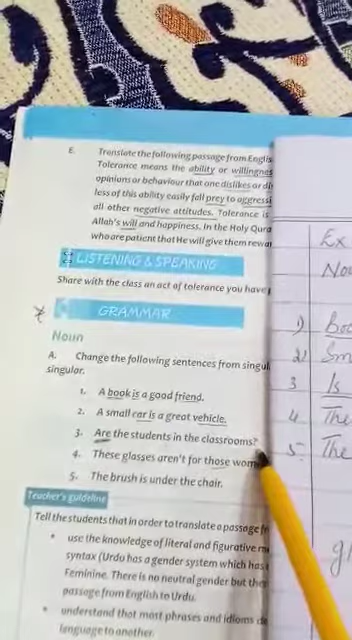 E. Translate the following passage from Englis
Tolerance means the ability or willingnes
opinions or behaviour that one dislikes or di
less of this ability easily fall prey to aggressi
all other negative attitudes. Tolerance is
Allah's will and happiness. In the Holy Qura
who are patient that He will give them rewar
LISTENING & SPEAKING
Share with the class an act of tolerance you have
GRAMMAR
Noun
A. Change the following sentences from singul
singular.
1. A book is a good friend.
2. A small car is a great vehicle.
3. Are the students in the classrooms?
4. These glasses aren't for those wom
5. The brush is under the chair.
Teacher's guideline
Tell the students that in order to translate a passage fr
• use the knowledge of literal and figurative m
syntax (Urdu has a gender system which has
Feminine. There is no neutral gender but the
passage from English to Urdu.
• understand that most phrases and idioms do
language to another.
Ex
Nou
1) Boo
2) Sm
3 Is
4 The
5. The